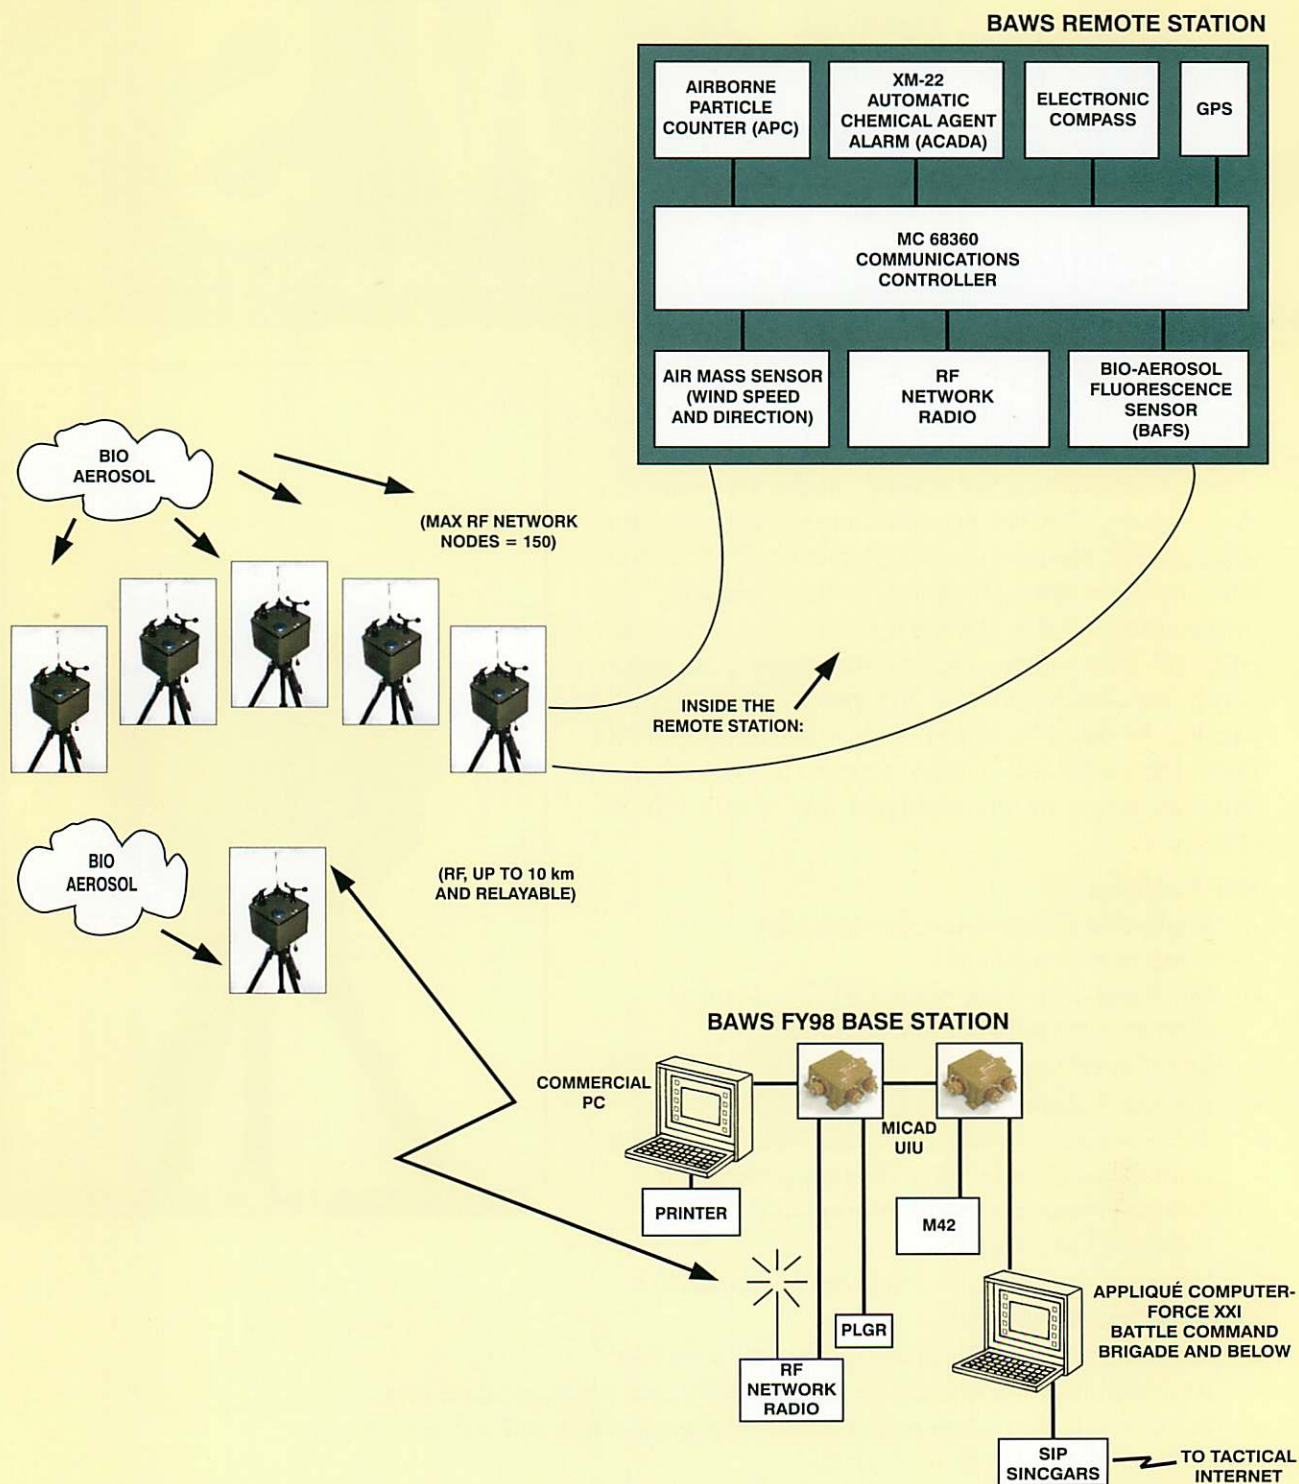 BAWS REMOTE STATION
AIRBORNE
PARTICLE
COUNTER (APC)
XM-22
AUTOMATIC
CHEMICAL AGENT
ALARM (ACADA)
ELECTRONIC
COMPASS
GPS
MC 68360
COMMUNICATIONS
CONTROLLER
AIR MASS SENSOR
(WIND SPEED
AND DIRECTION)
RF
NETWORK
RADIO
BIO-AEROSOL
FLUORESCENCE
SENSOR
(BAFS)
BIO
AEROSOL
(MAX RF NETWORK
NODES = 150)
INSIDE THE
REMOTE STATION:
BIO
AEROSOL
(RF, UP TO 10 km
AND RELAYABLE)
BAWS FY98 BASE STATION
COMMERCIAL
PC
MICAD
UIU
PRINTER
M42
PLGR
RF
NETWORK
RADIO
APPLIQUÉ COMPUTER-
FORCE XXI
BATTLE COMMAND
BRIGADE AND BELOW
SIP
SINCGARS
TO TACTICAL
INTERNET